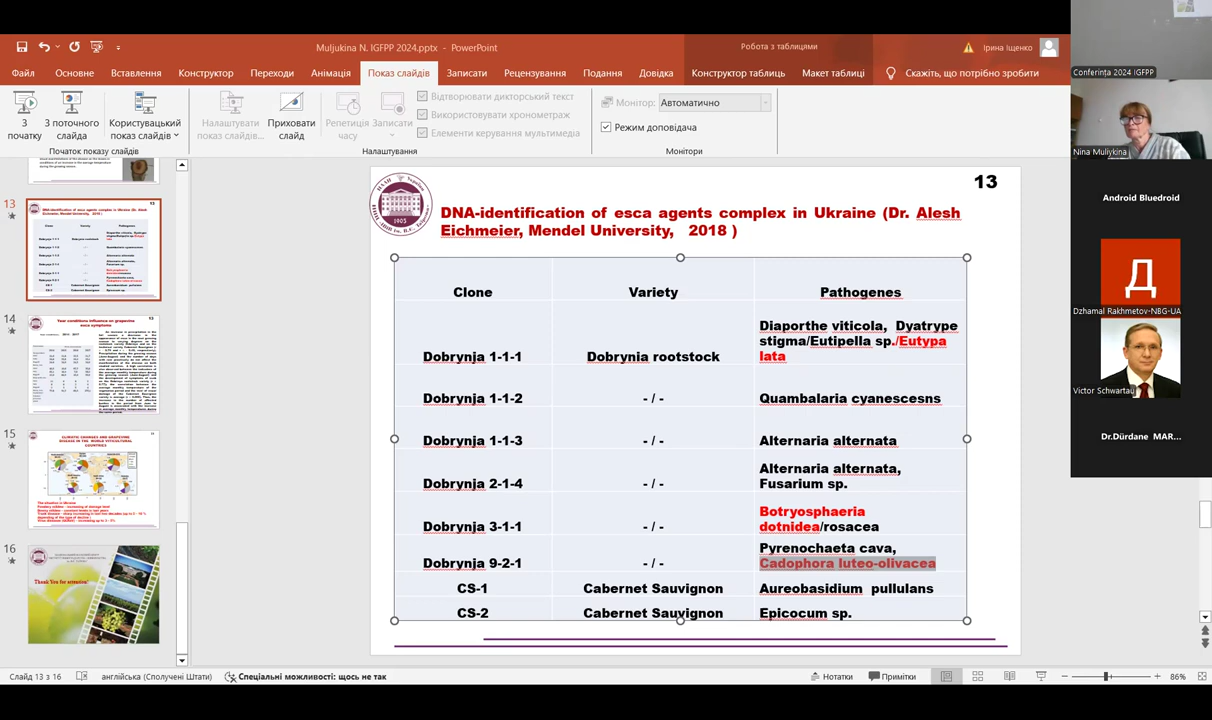 Muljukina N. IGFPP 2024.pptx - PowerPoint
Робота з таблицями
Ірина Іщенко
Файл Основне Вставлення Конструктор Переходи Анімація Показ слайдів Записати Рецензування Подання Довідка Конструктор таблиць Макет таблиці Скажіть, що потрібно зробити
З початку
З поточного слайда
Користувацький показ слайдів
Налаштувати показ слайдів...
Приховати слайд
Репетиція часу
Записати
Відтворювати дикторський текст
Використовувати хронометраж
Елементи керування мультимедіа
Монітор: Автоматично
Режим доповідача
Початок показу слайдів
Налаштування
Монітори
13
14
15
16
Thank You for attention!
13
DNA-identification of esca agents complex in Ukraine (Dr. Alesh
Eichmeier, Mendel University, 2018 )
Clone Variety Pathogenes
Dobrynja 1-1-1 Dobrynia rootstock Diaporthe viticola, Dyatrype
stigma/Eutipella sp./Eutypa
lata
Dobrynja 1-1-2 - / - Quambalaria cyanescesns
Dobrynja 1-1-3 - / - Alternaria alternata
Dobrynja 2-1-4 - / - Alternaria alternata,
Fusarium sp.
Dobrynja 3-1-1 - / - Botryosphaeria
dotnidea/rosacea
Dobrynja 9-2-1 - / - Pyrenochaeta cava,
Cadophora luteo-olivacea
CS-1 Cabernet Sauvignon Aureobasidium pullulans
CS-2 Cabernet Sauvignon Epicocum sp.
Conferința 2024 IGFPP
Nina Muliykina
Android Bluedroid
Д
Dzhamal Rakhmetov-NBG-UA
Victor Schwartau
Dr.Dürdane MAR...
Слайд 13 із 16 англійська (Сполучені Штати) Спеціальні можливості: щось не так Нотатки Примітки 86%